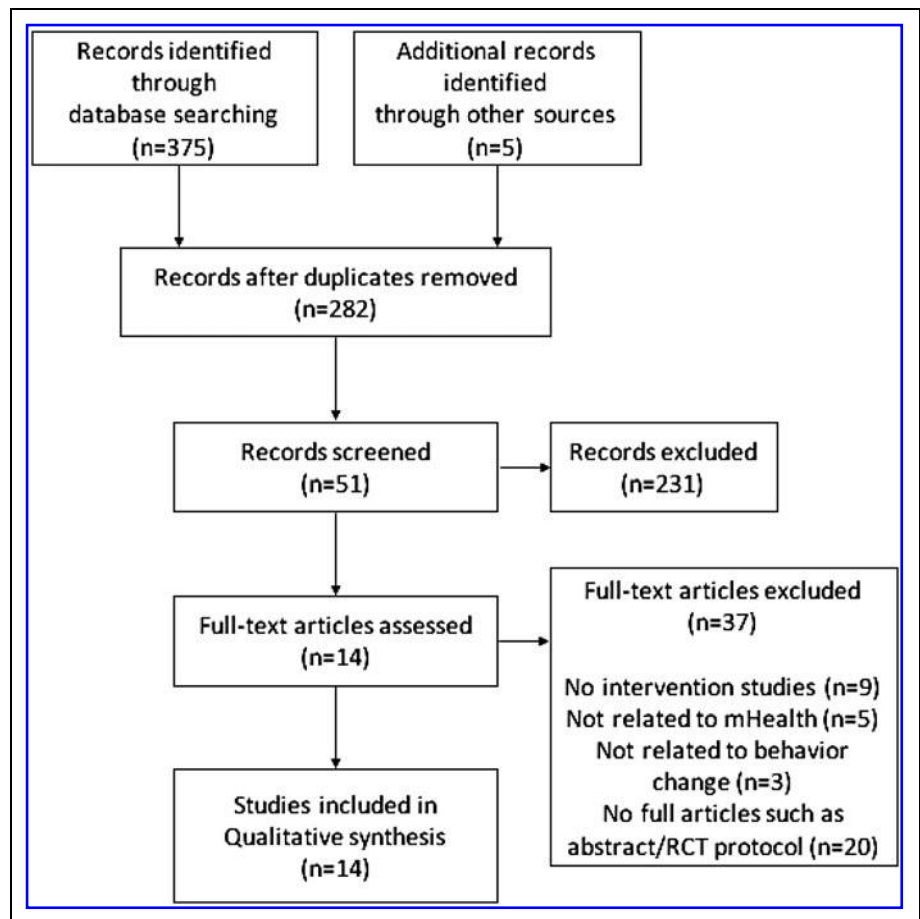 Records identified
through
database searching
(n=375)
Additional records
identified
through other sources
(n=5)
Records after duplicates removed
(n=282)
Records screened
(n=51)
Records excluded
(n=231)
Full-text articles assessed
(n=14)
Full-text articles excluded
(n=37)
No intervention studies (n=9)
Not related to mHealth (n=5)
Not related to behavior
change (n=3)
No full articles such as
abstract/RCT protocol (n=20)
Studies included in
Qualitative synthesis
(n=14)